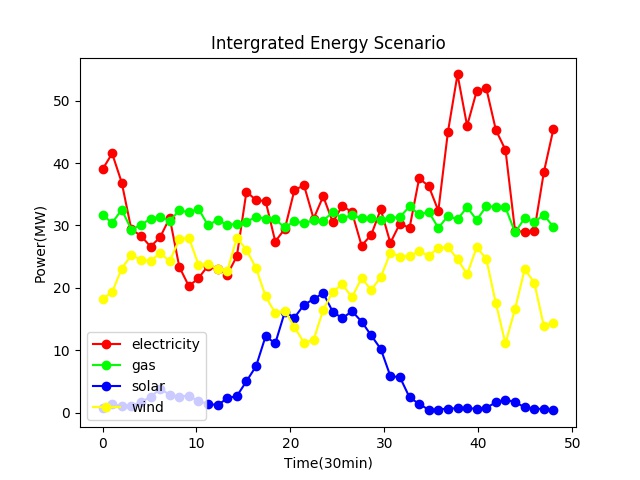 Intergrated Energy Scenario
Power(MW)
50
40
30
20
10
0
electricity
gas
solar
wind
0 10 20 30 40 50
Time(30min)